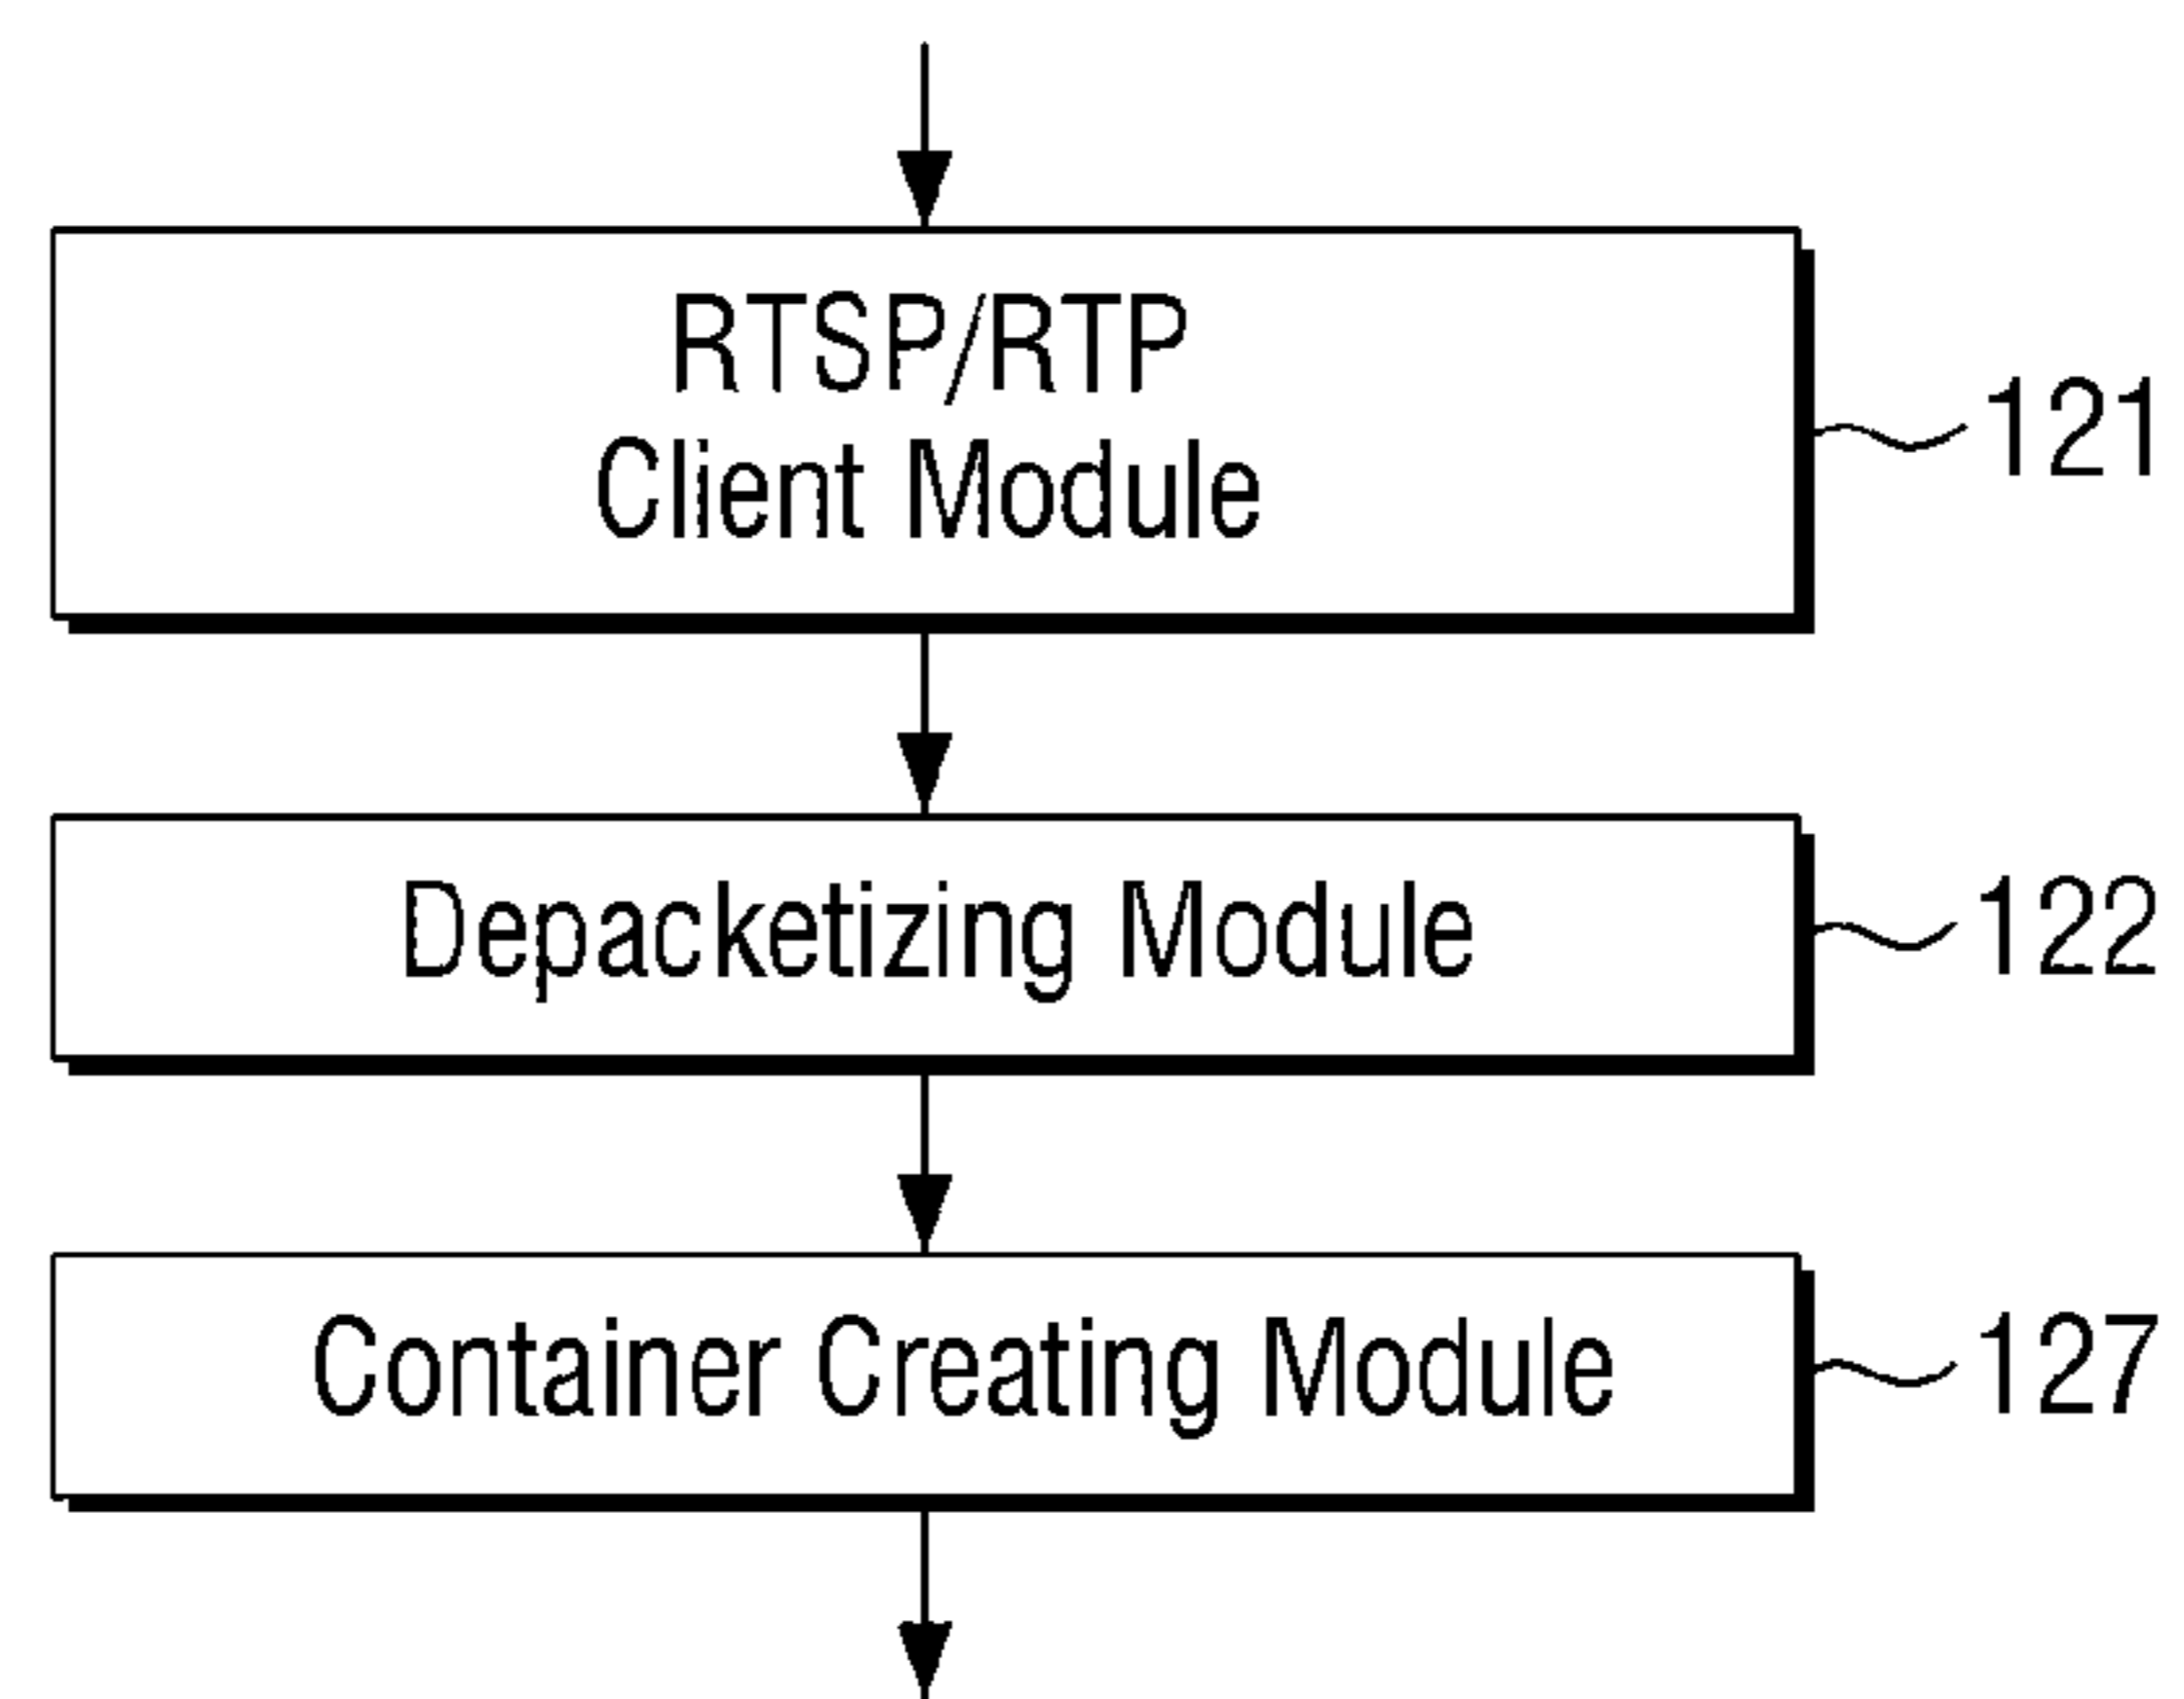 RTSP/RTP
Client Module
121
Depacketizing Module
122
Container Creating Module
127